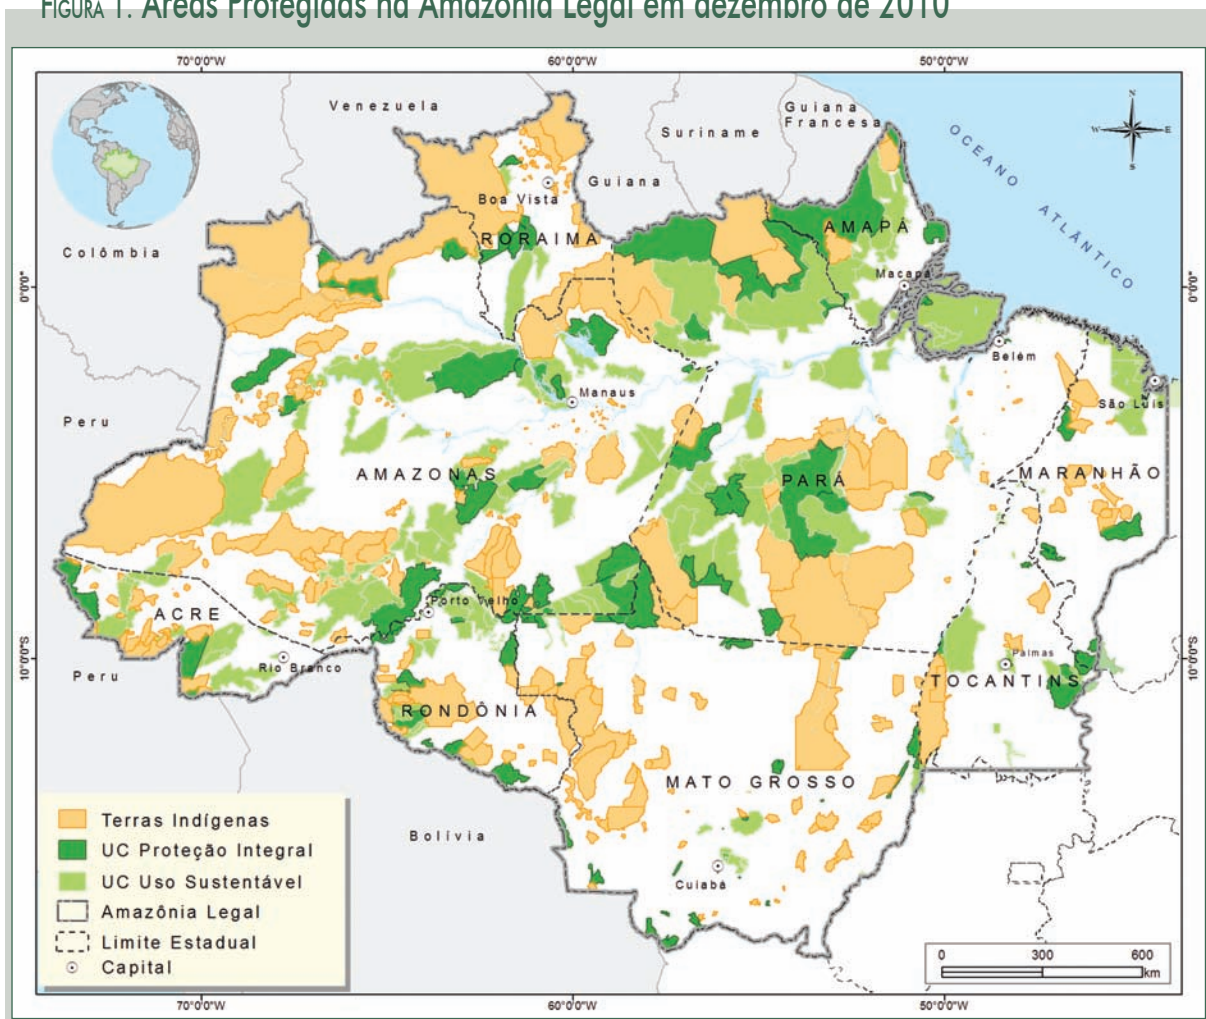 FIGURA 1. Áreas Protegidas na Amazônia Legal em dezembro de 2010
70°0'0"W
60°0'0"W
50°0'0"W
Venezuela
Suriname
Guiana
Francesa
Guiana
Colômbia
Peru
Peru
Bolívia
OCEANO ATLÂNTICO
N
W
E
S
Boa Vista
RORAIMA
AMAPÁ
Macapá
0°0'0"
0°0'0"
Belém
Manaus
São Luís
AMAZONAS
PARÁ
MARANHÃO
Porto Velho
ACRE
Rio Branco
Palmas
10°0'0"S
10°0'0"S
RONDÔNIA
TOCANTINS
MATO GROSSO
Cuiabá
Terras Indígenas
UC Proteção Integral
UC Uso Sustentável
Amazônia Legal
Limite Estadual
Capital
0 300 600
km
70°0'0"W
60°0'0"W
50°0'0"W